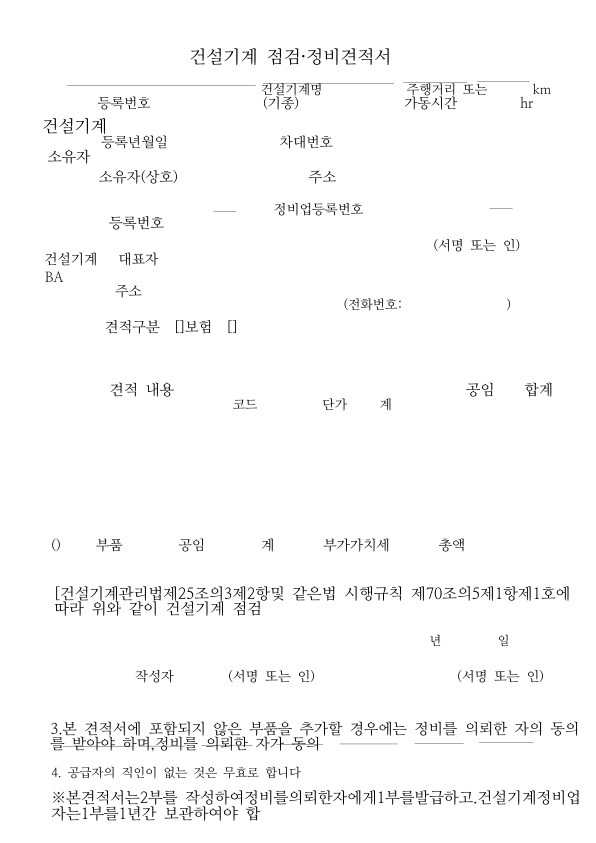 건설기계 점검·정비견적서
등록번호 건설기계명 (기종) 주행거리 또는 가동시간 km hr
건설기계
소유자
등록년월일 차대번호
소유자(상호) 주소
등록번호 정비업등록번호
(서명 또는 인)
건설기계 대표자
BA
주소
(전화번호: )
견적구분 []보험 []
견적 내용 공임 합계
코드 단가 계
() 부품 공임 계 부가가치세 총액
[건설기계관리법제25조의3제2항및 같은법 시행규칙 제70조의5제1항제1호에
따라 위와 같이 건설기계 점검
년 일
작성자 (서명 또는 인) (서명 또는 인)
3.본 견적서에 포함되지 않은 부품을 추가할 경우에는 정비를 의뢰한 자의 동의
를 받아야 하며,정비를 의뢰한 자가 동의
4. 공급자의 직인이 없는 것은 무효로 합니다
※본견적서는2부를 작성하여정비를의뢰한자에게1부를발급하고.건설기계정비업
자는1부를1년간 보관하여야 합